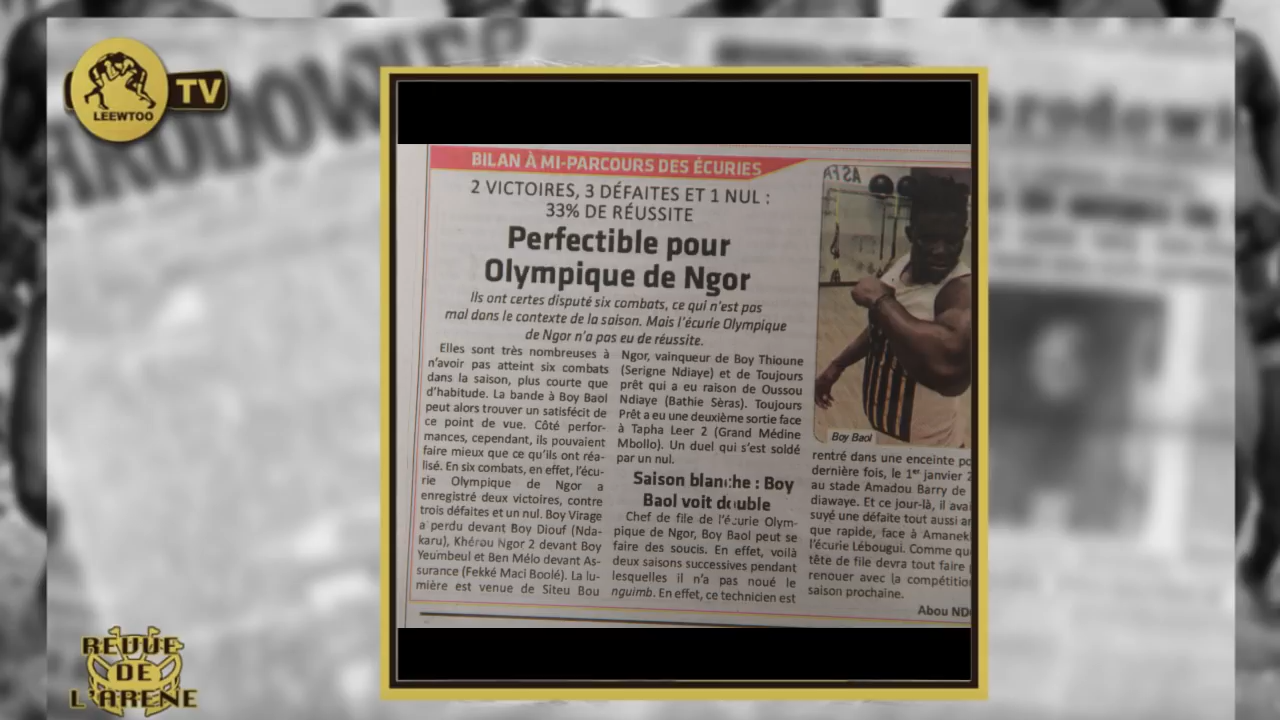 LEEWTOO
TV
BILAN À MI-PARCOURS DES ÉCURIES
2 VICTOIRES, 3 DÉFAITES ET 1 NUL :
33% DE RÉUSSITE
Perfectible pour
Olympique de Ngor
Ils ont certes disputé six combats, ce qui n'est pas
mal dans le contexte de la saison. Mais l'écurie Olympique
de Ngor n'a pas eu de réussite.
Elles sont très nombreuses à
n'avoir pas atteint six combats
dans la saison, plus courte que
d'habitude. La bande à Boy Baol
peut alors trouver un satisfécit de
ce point de vue. Côté perfor-
mances, cependant, ils pouvaient
faire mieux que ce qu'ils ont réa-
lisé. En six combats, en effet, l'écu-
rie Olympique de Ngor a
enregistré deux victoires, contre
trois défaites et un nul. Boy Virage
a perdu devant Boy Diouf (Nda-
karu), Khérou Ngor 2 devant Boy
Yeumbeul et Ben Mélo devant As-
surance (Fekké Maci Boolé). La lu-
mière est venue de Siteu Bou
Ngor, vainqueur de Boy Thioune
(Serigne Ndiaye) et de Toujours
prêt qui a eu raison de Oussou
Ndiaye (Bathie Sèras). Toujours
Prêt a eu une deuxième sortie face
à Tapha Leer 2 (Grand Médine
Mbollo). Un duel qui s'est soldé
par un nul.
Saison blanche : Boy
Baol voit double
Chef de file de l'écurie Olym-
pique de Ngor, Boy Baol peut se
faire des soucis. En effet, voilà
deux saisons successives pendant
lesquelles il n'a pas noué le
nguimb. En effet, ce technicien est
ASFA
Boy Baol
rentré dans une enceinte
dernière fois, le 1er janvier
au stade Amadou Barry de
diawaye. Et ce jour-là, il
suyé une défaite tout aussi
que rapide, face à
l'écurie Lébougui. Comme
tête de file devra tout faire
renouer avec la
saison prochaine.
Abou
REVUE
DE
L'ARENE